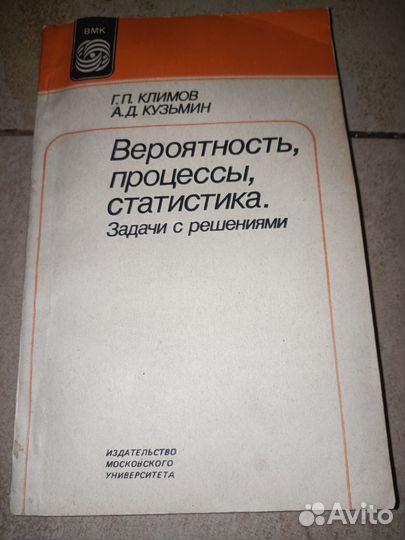 ВМК
Г.П. КЛИМОВ
А.Д. КУЗЬМИН
Вероятность,
процессы,
статистика.
Задачи с решениями
ИЗДАТЕЛЬСТВО
МОСКОВСКОГО
УНИВЕРСИТЕТА
Avito